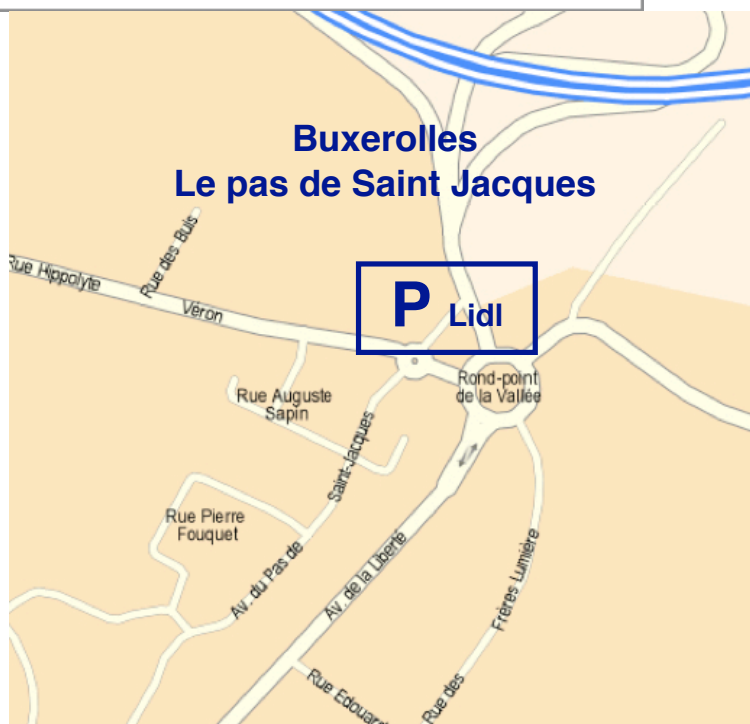 Buxerolles
Le pas de Saint Jacques
Rue des Buis
Rue Hippolyte
Véron
P Lidl
Rond-point
de la Vallée
Rue Auguste
Sapin
Saint-Jacques
Rue Pierre
Fouquet
Av. du Pas de
Av. de la Liberté
Frères Lumière
Rue des
Rue Edouard